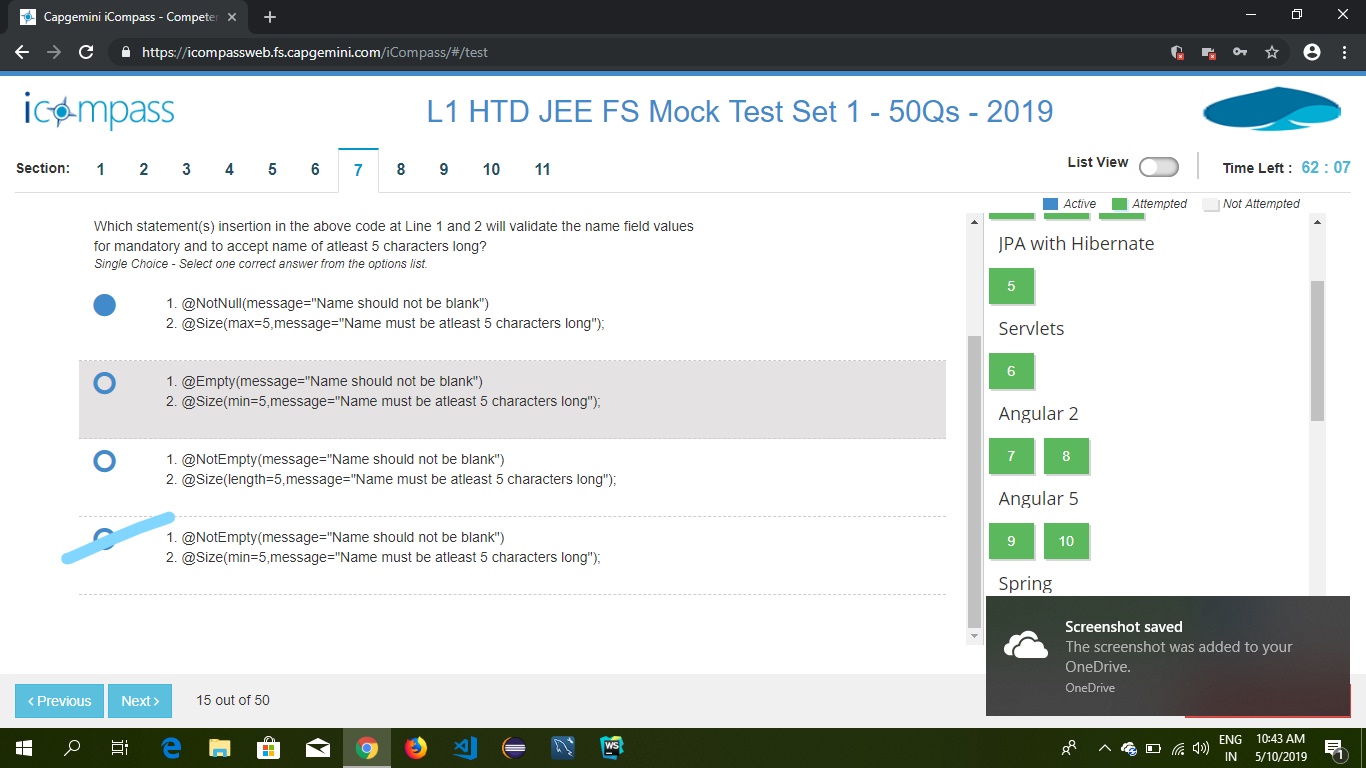 Capgemini iCompass - Competen
https://icompassweb.fs.capgemini.com/iCompass/#/test
icompass
L1 HTD JEE FS Mock Test Set 1 - 50Qs - 2019
Section: 1 2 3 4 5 6 7 8 9 10 11
List View
Time Left : 62 : 07
Active Attempted Not Attempted
Which statement(s) insertion in the above code at Line 1 and 2 will validate the name field values
for mandatory and to accept name of atleast 5 characters long?
Single Choice - Select one correct answer from the options list.
1. @NotNull(message="Name should not be blank")
2. @Size(max=5,message="Name must be atleast 5 characters long");
1. @Empty(message="Name should not be blank")
2. @Size(min=5,message="Name must be atleast 5 characters long");
1. @NotEmpty(message="Name should not be blank")
2. @Size(length=5,message="Name must be atleast 5 characters long");
1. @NotEmpty(message="Name should not be blank")
2. @Size(min=5,message="Name must be atleast 5 characters long");
JPA with Hibernate
5
Servlets
6
Angular 2
7 8
Angular 5
9 10
Spring
Screenshot saved
The screenshot was added to your
OneDrive.
OneDrive
< Previous
Next >
15 out of 50
WS
ENG
IN
10:43 AM
5/10/2019
1